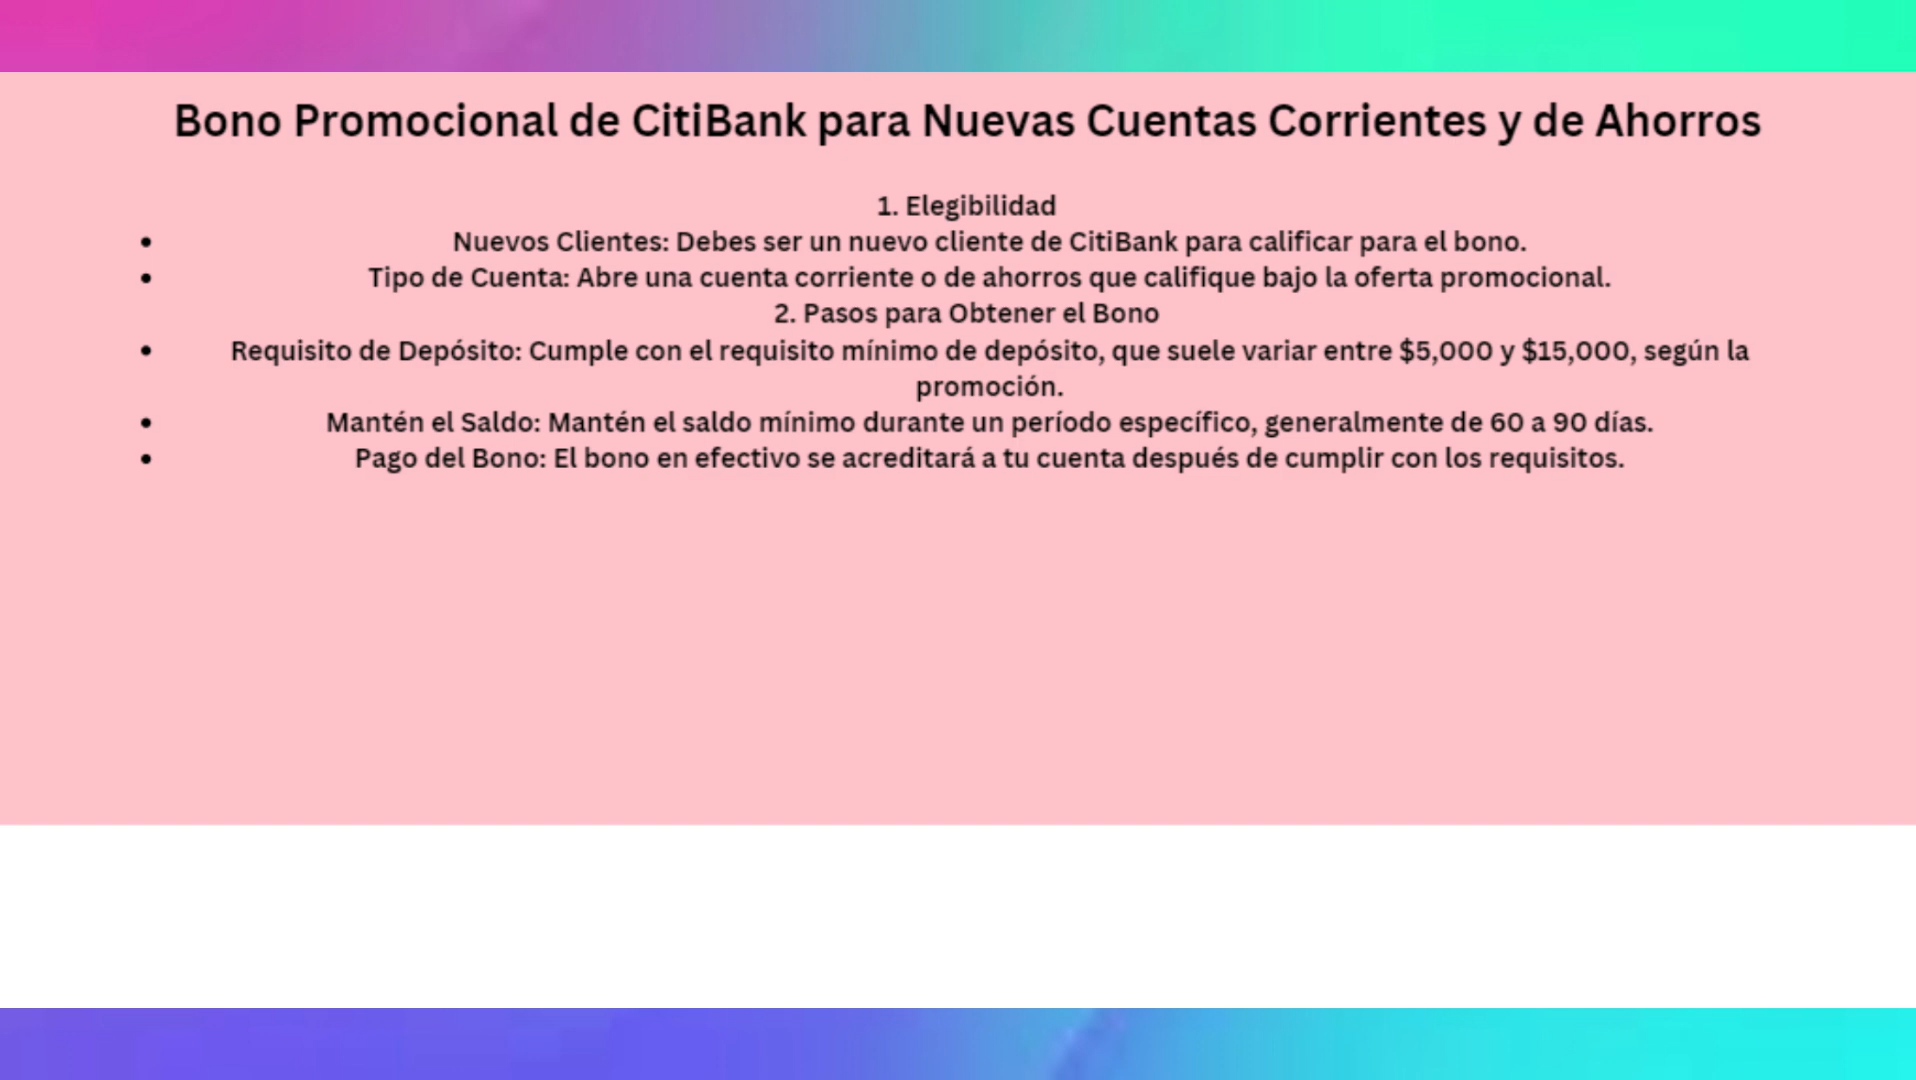 Bono Promocional de CitiBank para Nuevas Cuentas Corrientes y de Ahorros
1. Elegibilidad
• Nuevos Clientes: Debes ser un nuevo cliente de CitiBank para calificar para el bono.
• Tipo de Cuenta: Abre una cuenta corriente o de ahorros que califique bajo la oferta promocional.
2. Pasos para Obtener el Bono
• Requisito de Depósito: Cumple con el requisito mínimo de depósito, que suele variar entre $5,000 y $15,000, según la
promoción.
• Mantén el Saldo: Mantén el saldo mínimo durante un período específico, generalmente de 60 a 90 días.
• Pago del Bono: El bono en efectivo se acreditará a tu cuenta después de cumplir con los requisitos.